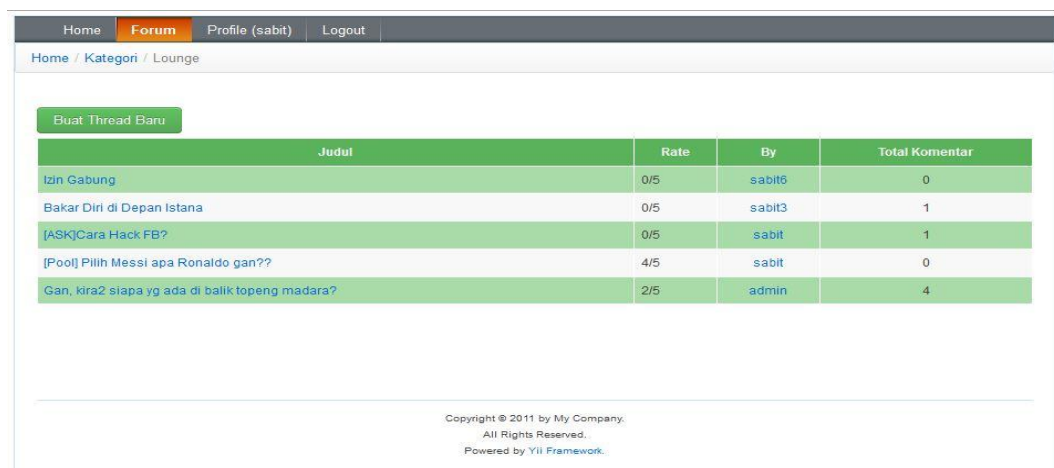 Home Forum Profile (sabit) Logout
Home / Kategori / Lounge
Buat Thread Baru
Judul Rate By Total Komentar
Izin Gabung 0/5 sabit6 0
Bakar Diri di Depan Istana 0/5 sabit3 1
[ASK]Cara Hack FB? 0/5 sabit 1
[Pool] Pilih Messi apa Ronaldo gan?? 4/5 sabit 0
Gan, kira2 siapa yg ada di balik topeng madara? 2/5 admin 4
Copyright © 2011 by My Company.
All Rights Reserved.
Powered by Yii Framework.